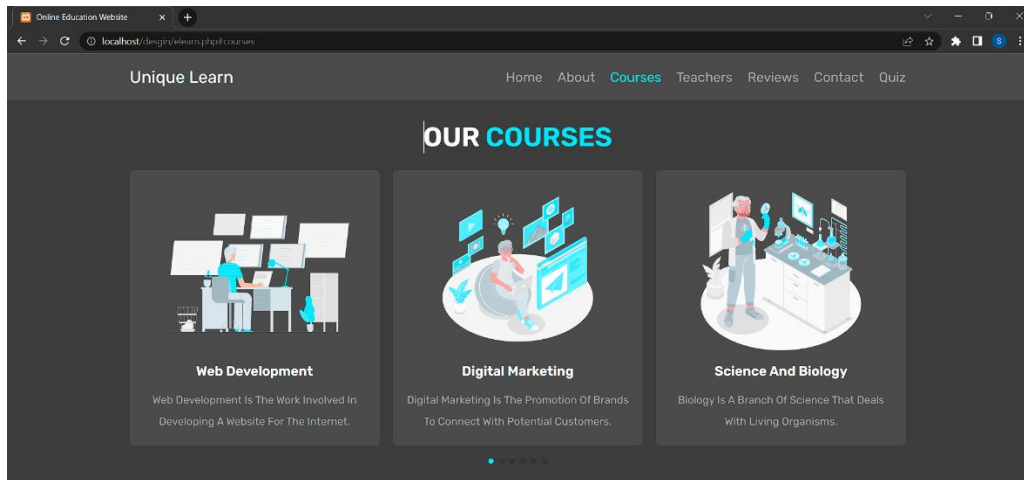 Online Education Website
localhost/desgin/elearn.php#courses
S
Unique Learn
Home About Courses Teachers Reviews Contact Quiz
OUR COURSES
Web Development
Web Development Is The Work Involved In
Developing A Website For The Internet.
Digital Marketing
Digital Marketing Is The Promotion Of Brands
To Connect With Potential Customers.
Science And Biology
Biology Is A Branch Of Science That Deals
With Living Organisms.